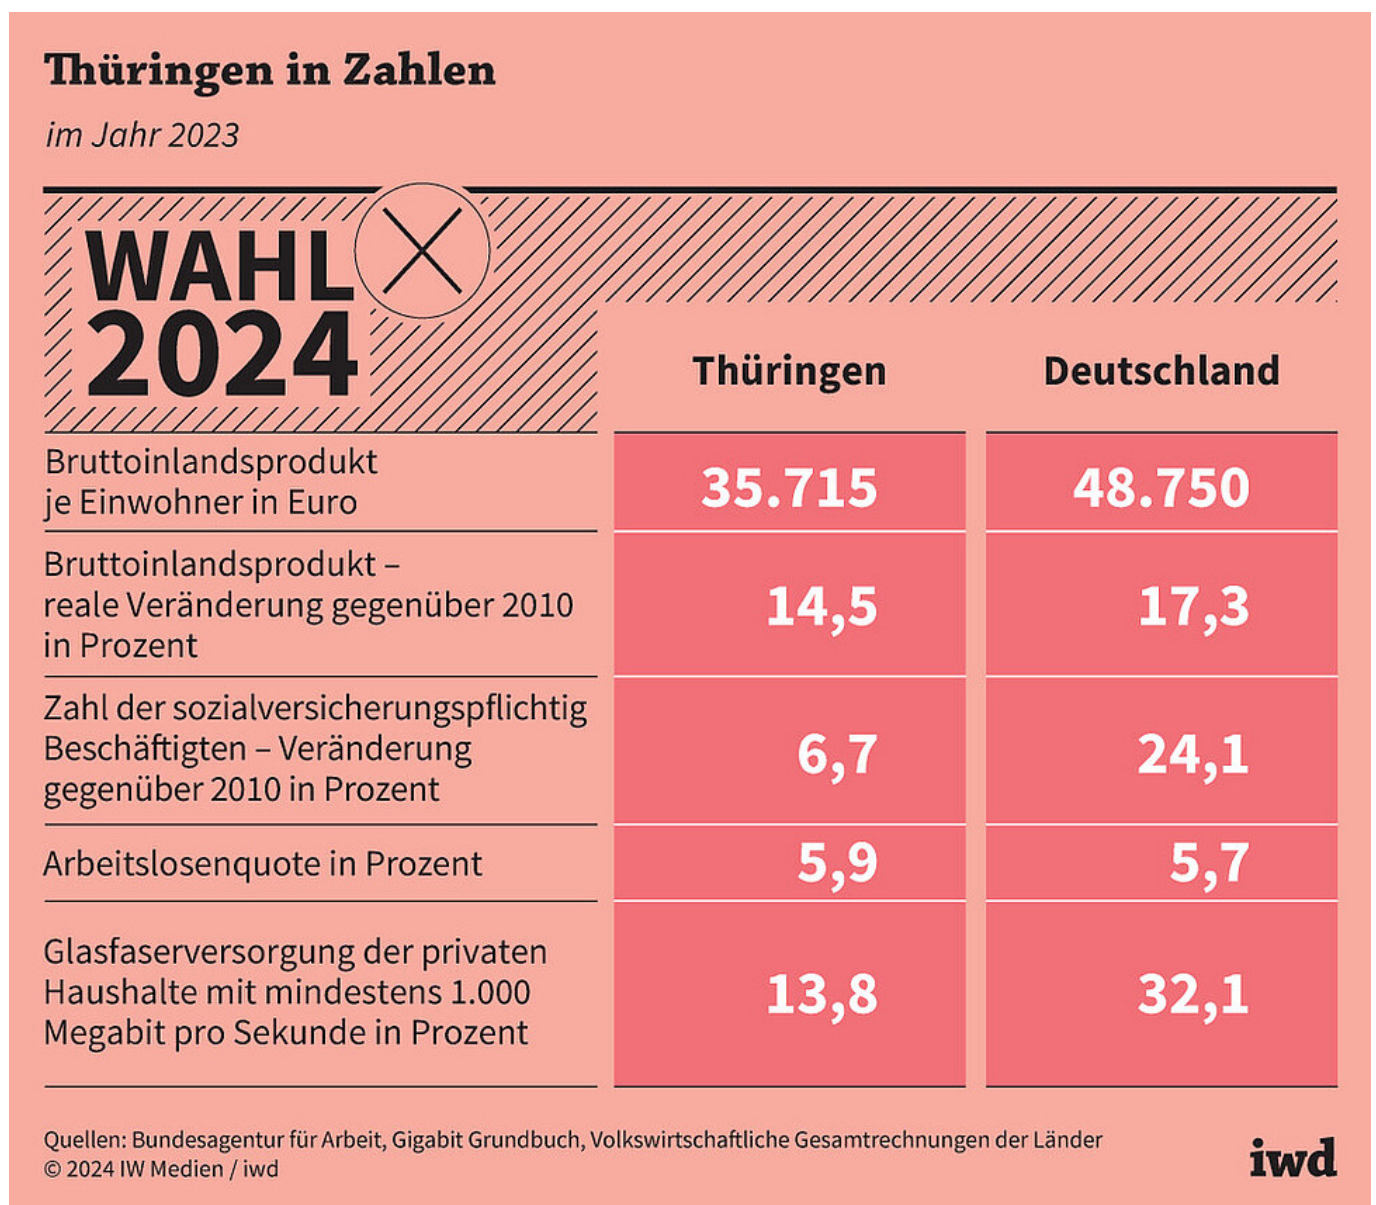 Thüringen in Zahlen
im Jahr 2023
WAHL
2024
Thüringen Deutschland
Bruttoinlandsprodukt
je Einwohner in Euro
35.715 48.750
Bruttoinlandsprodukt –
reale Veränderung gegenüber 2010
in Prozent
14,5 17,3
Zahl der sozialversicherungspflichtig
Beschäftigten – Veränderung
gegenüber 2010 in Prozent
6,7 24,1
Arbeitslosenquote in Prozent
5,9 5,7
Glasfaserversorgung der privaten
Haushalte mit mindestens 1.000
Megabit pro Sekunde in Prozent
13,8 32,1
Quellen: Bundesagentur für Arbeit, Gigabit Grundbuch, Volkswirtschaftliche Gesamtrechnungen der Länder
© 2024 IW Medien / iwd
iwd